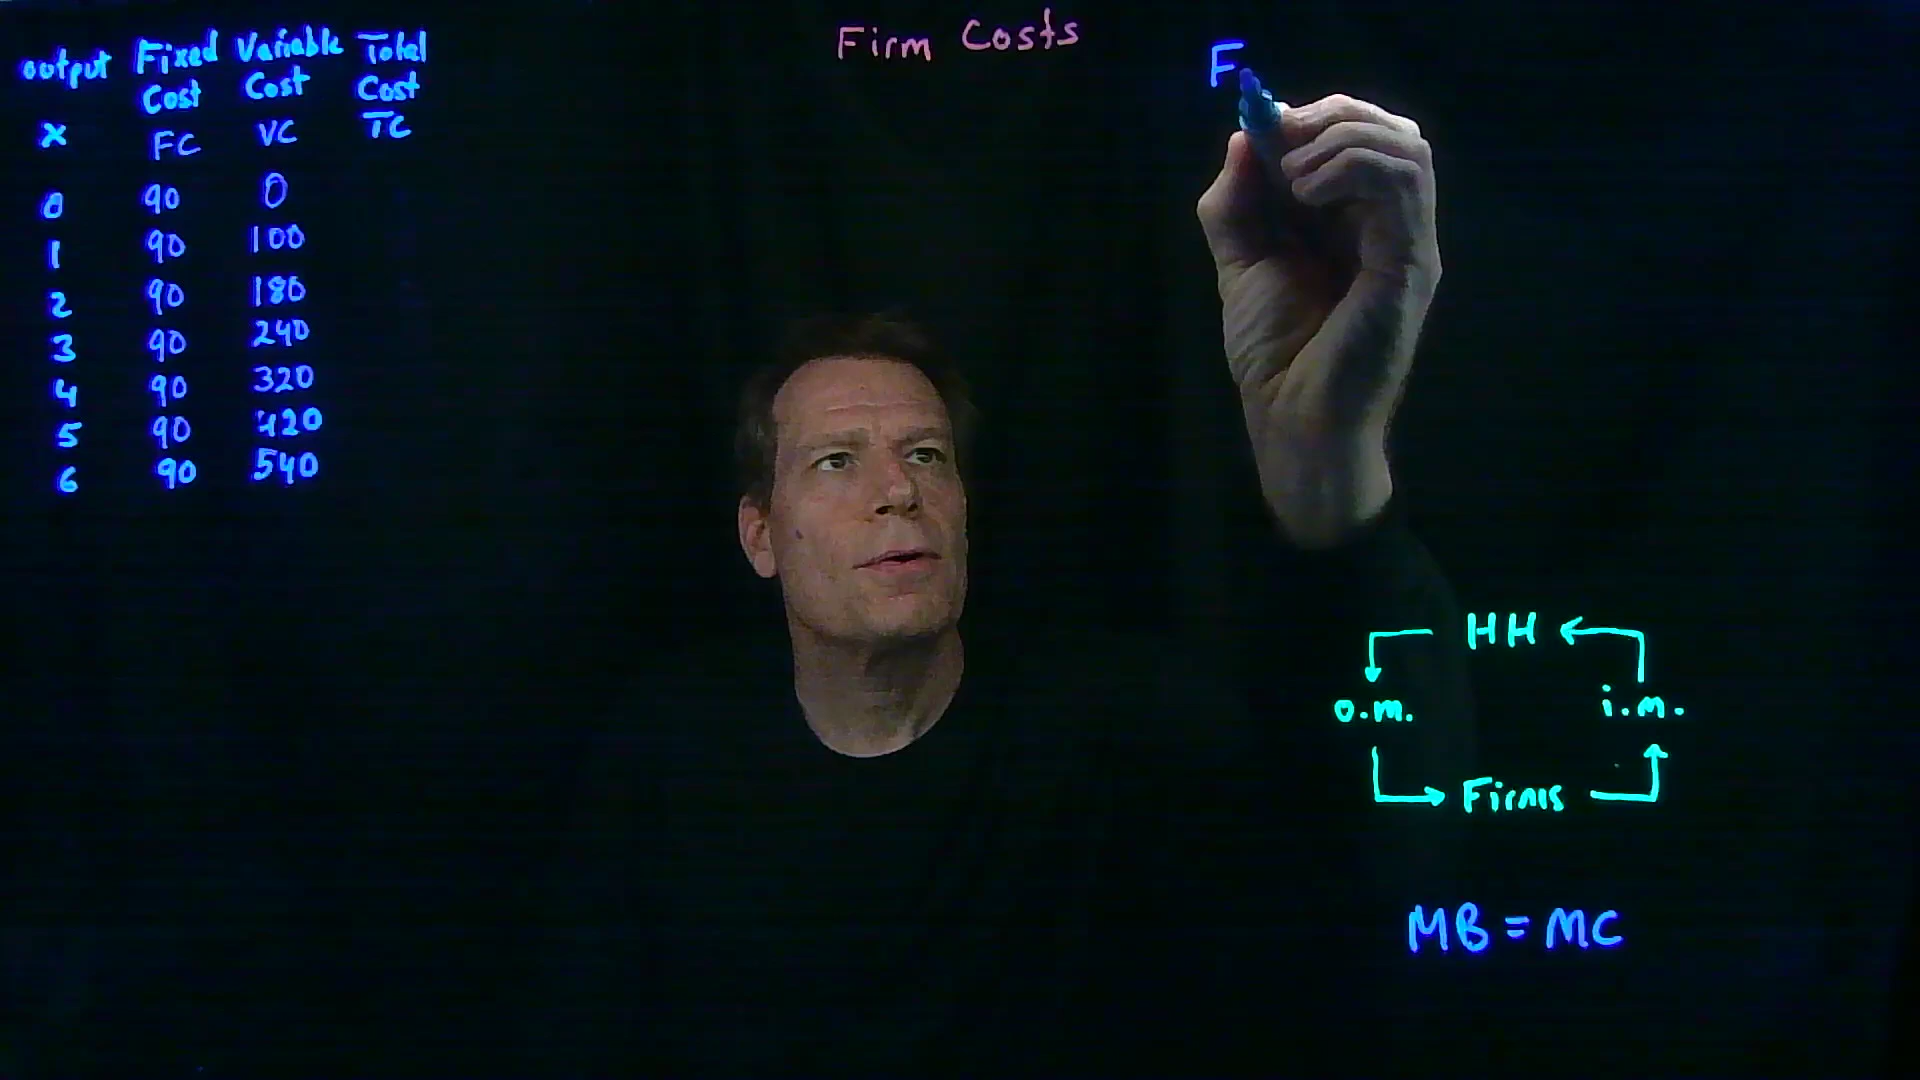 Firm Costs
F
output Fixed Cost Variable Cost Total Cost
x FC VC TC
0 90 0
1 90 100
2 90 180
3 90 240
4 90 320
5 90 420
6 90 540
HH
o.m. i.m.
Firms
MB = MC